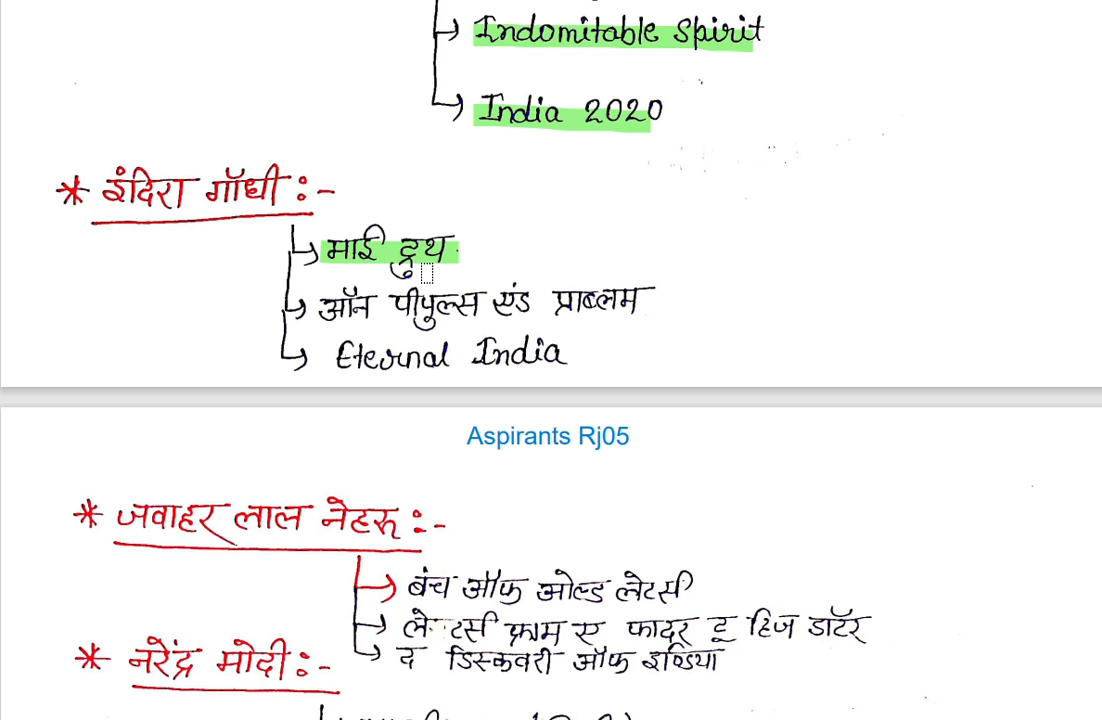 Indomitable Spirit
India 2020
* इंदिरा गाँधी :-
माई ट्रुथ
ऑन पीपुल्स एंड प्राब्लम
Eternal India
Aspirants Rj05
* जवाहर लाल नेहरू :-
बंच ऑफ ओल्ड लेटर्स
लेटर्स फ्राम ए फादर टू हिज डॉटर
द डिस्कवरी ऑफ इण्डिया
* नरेंद्र मोदी :-